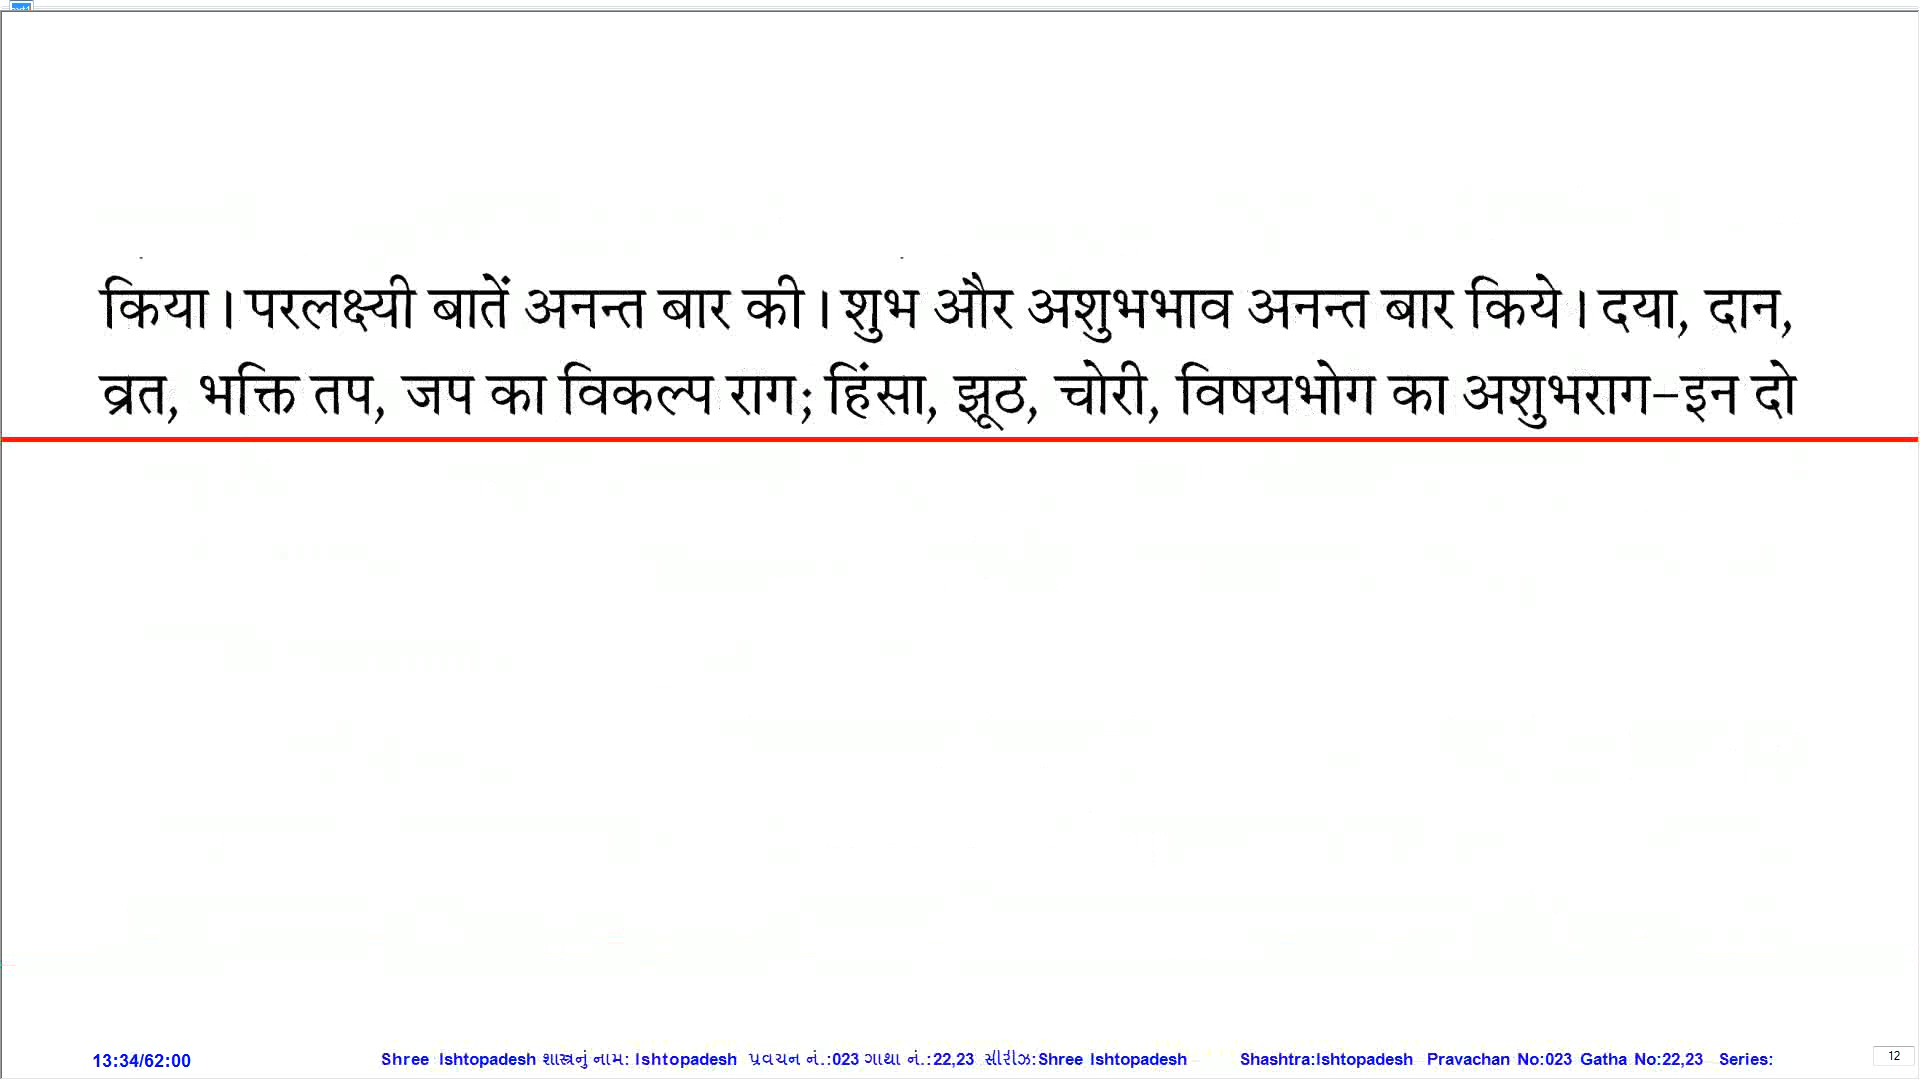 किया। परलक्ष्यी बातें अनन्त बार की। शुभ और अशुभभाव अनन्त बार किये। दया, दान,
व्रत, भक्ति तप, जप का विकल्प राग; हिंसा, झूठ, चोरी, विषयभोग का अशुभराग-इन दो
13:34/62:00 Shree Ishtopadesh શાસ્ત્રનું નામ: Ishtopadesh પ્રવચન નં.:023 ગાથા નં.:22,23 સીરીઝ:Shree Ishtopadesh Shashtra:Ishtopadesh Pravachan No:023 Gatha No:22,23 Series: 12